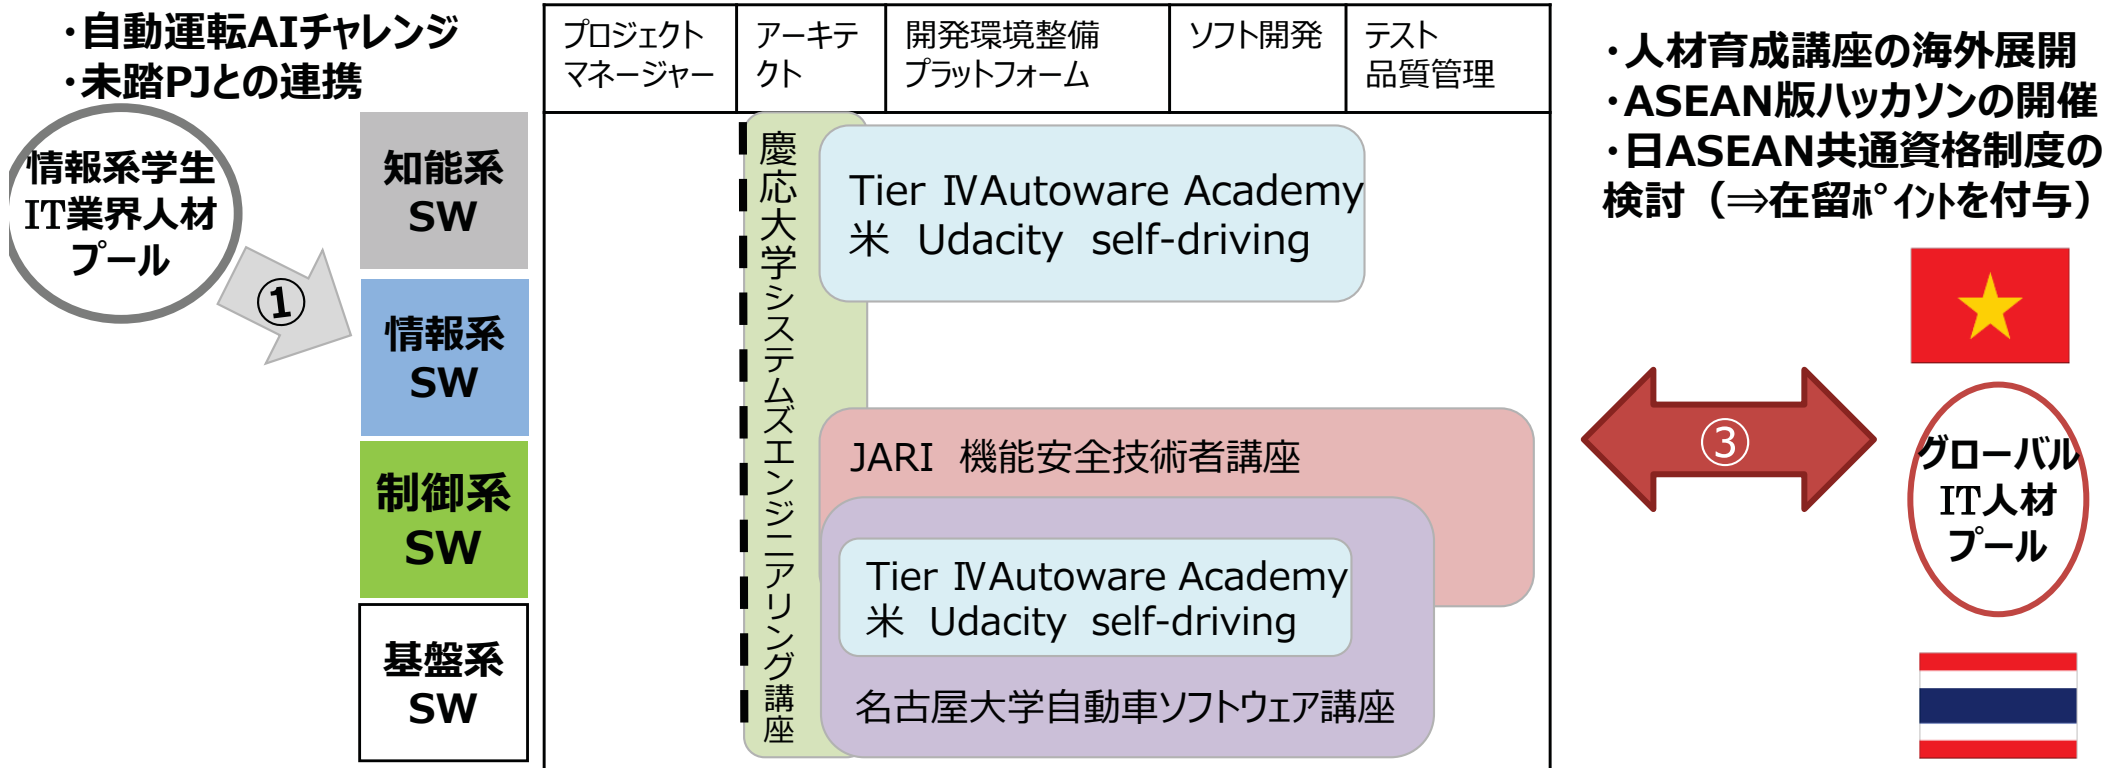 ・自動運転AIチャレンジ
・未踏PJとの連携
情報系学生
IT業界人材
プール
①
知能系
SW
情報系
SW
制御系
SW
基盤系
SW
プロジェクト
マネージャー
アーキテ
クト
開発環境整備
プラットフォーム
ソフト開発
テスト
品質管理
慶応大学システムズエンジニアリング講座
Tier ⅣAutoware Academy
米 Udacity self-driving
JARI 機能安全技術者講座
Tier ⅣAutoware Academy
米 Udacity self-driving
名古屋大学自動車ソフトウェア講座
・人材育成講座の海外展開
・ASEAN版ハッカソンの開催
・日ASEAN共通資格制度の
検討（⇒在留ﾎﾟｲﾝﾄを付与）
③
グローバル
IT人材
プール